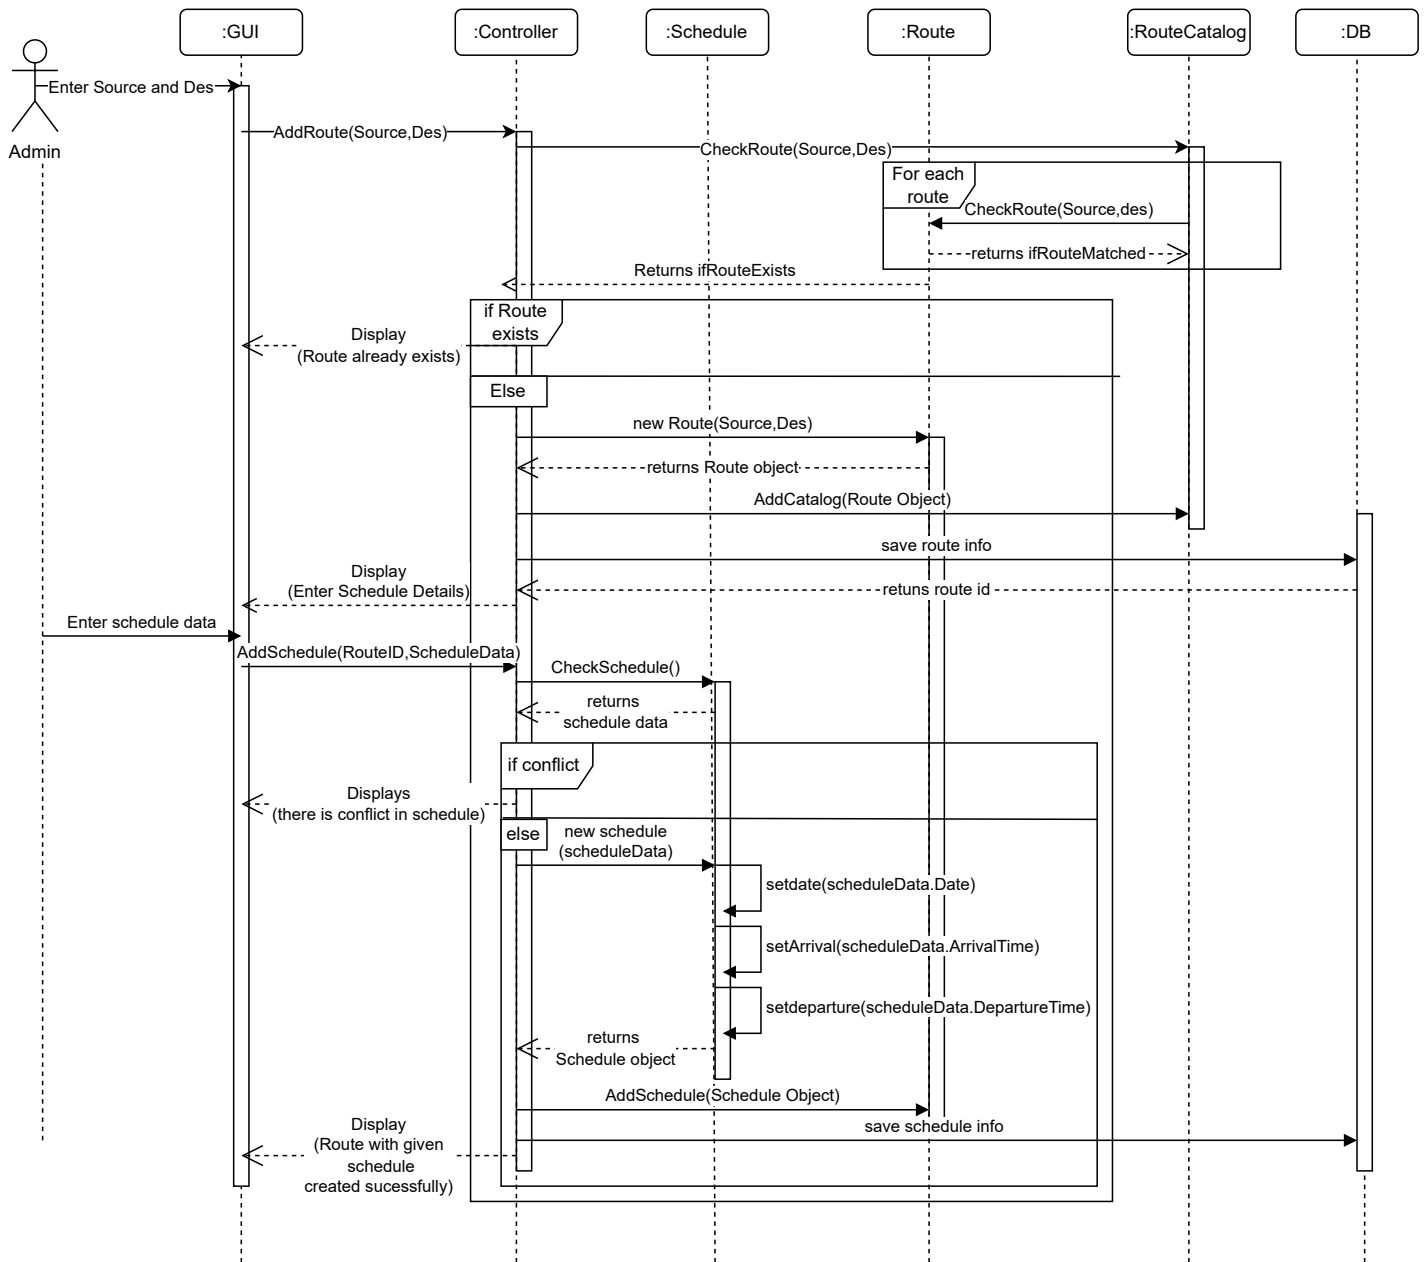 :GUI
:Controller
:Schedule
:Route
:RouteCatalog
:DB
Admin
Enter Source and Des
AddRoute(Source,Des)
CheckRoute(Source,Des)
For each
route
CheckRoute(Source,des)
returns ifRouteMatched
Returns ifRouteExists
if Route
exists
Display
(Route already exists)
Else
new Route(Source,Des)
returns Route object
AddCatalog(Route Object)
save route info
Display
(Enter Schedule Details)
retuns route id
Enter schedule data
AddSchedule(RouteID,ScheduleData)
CheckSchedule()
returns
schedule data
if conflict
Displays
(there is conflict in schedule)
else
new schedule
(scheduleData)
setdate(scheduleData.Date)
setArrival(scheduleData.ArrivalTime)
setdeparture(scheduleData.DepartureTime)
returns
Schedule object
AddSchedule(Schedule Object)
save schedule info
Display
(Route with given
schedule
created sucessfully)